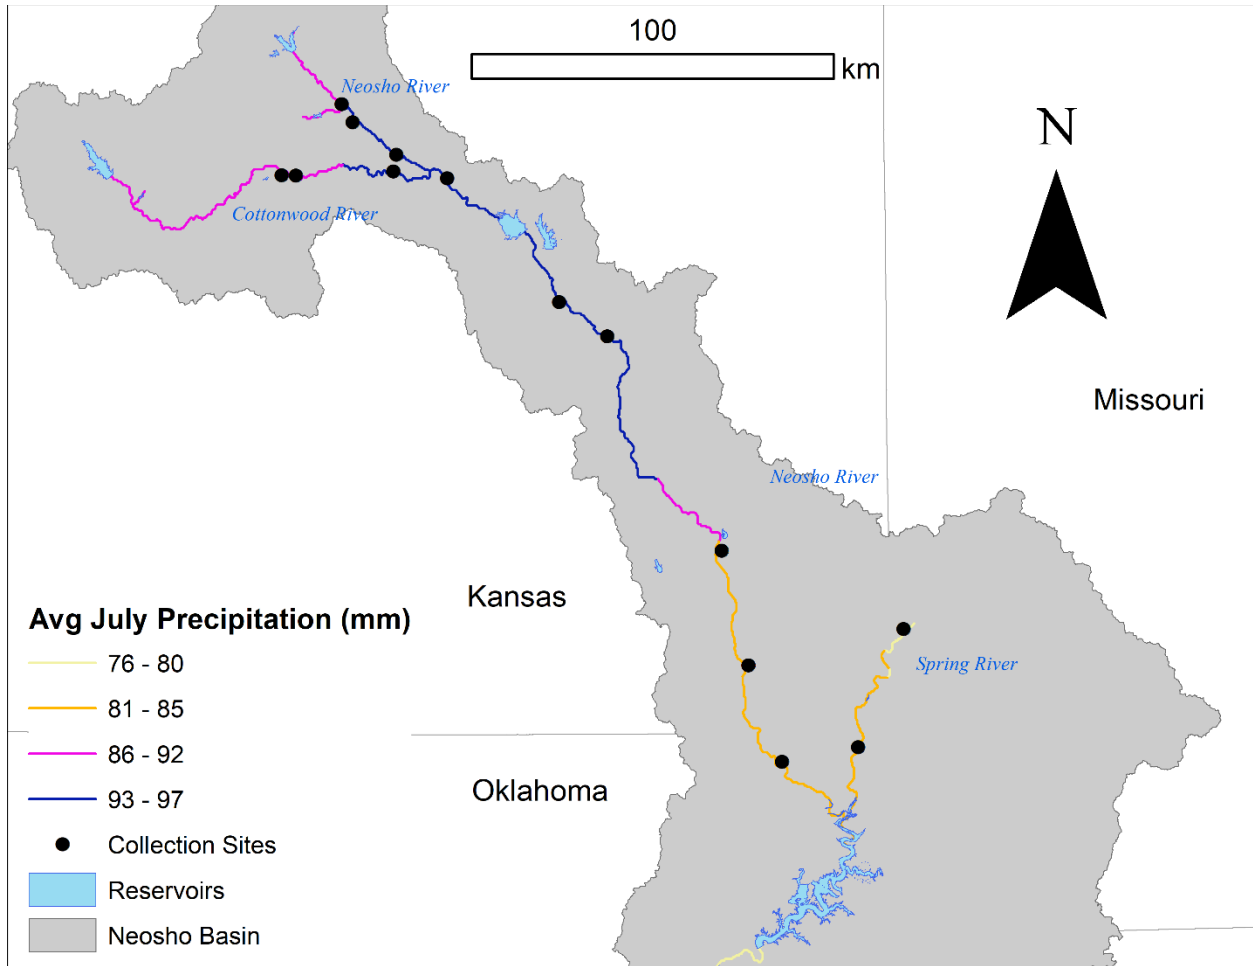 100
km
Neosho River
N
Cottonwood River
Missouri
Neosho River
Kansas
Spring River
Oklahoma
Avg July Precipitation (mm)
76 - 80
81 - 85
86 - 92
93 - 97
Collection Sites
Reservoirs
Neosho Basin